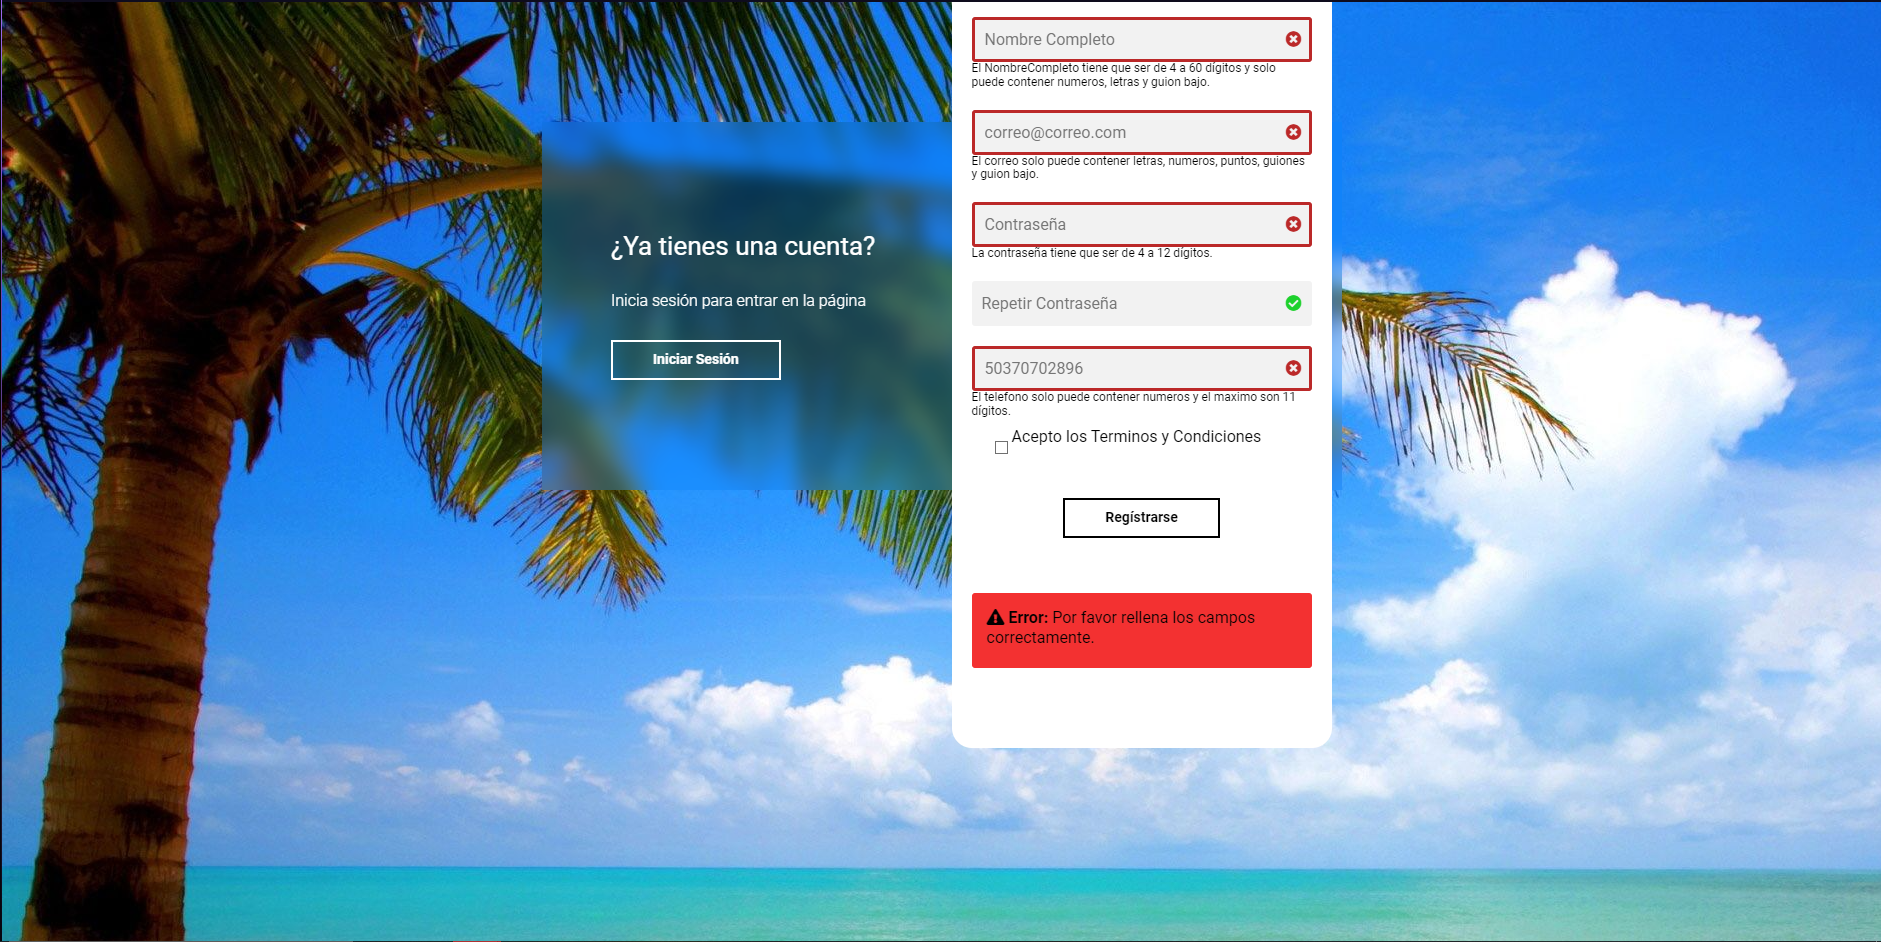 ¿Ya tienes una cuenta?
Inicia sesión para entrar en la página
Iniciar Sesión
Nombre Completo
El NombreCompleto tiene que ser de 4 a 60 dígitos y solo
puede contener numeros, letras y guion bajo.
correo@correo.com
El correo solo puede contener letras, numeros, puntos, guiones
y guion bajo.
Contraseña
La contraseña tiene que ser de 4 a 12 dígitos.
Repetir Contraseña
50370702896
El telefono solo puede contener numeros y el maximo son 11
dígitos.
Acepto los Terminos y Condiciones
Regístrarse
Error: Por favor rellena los campos
correctamente.